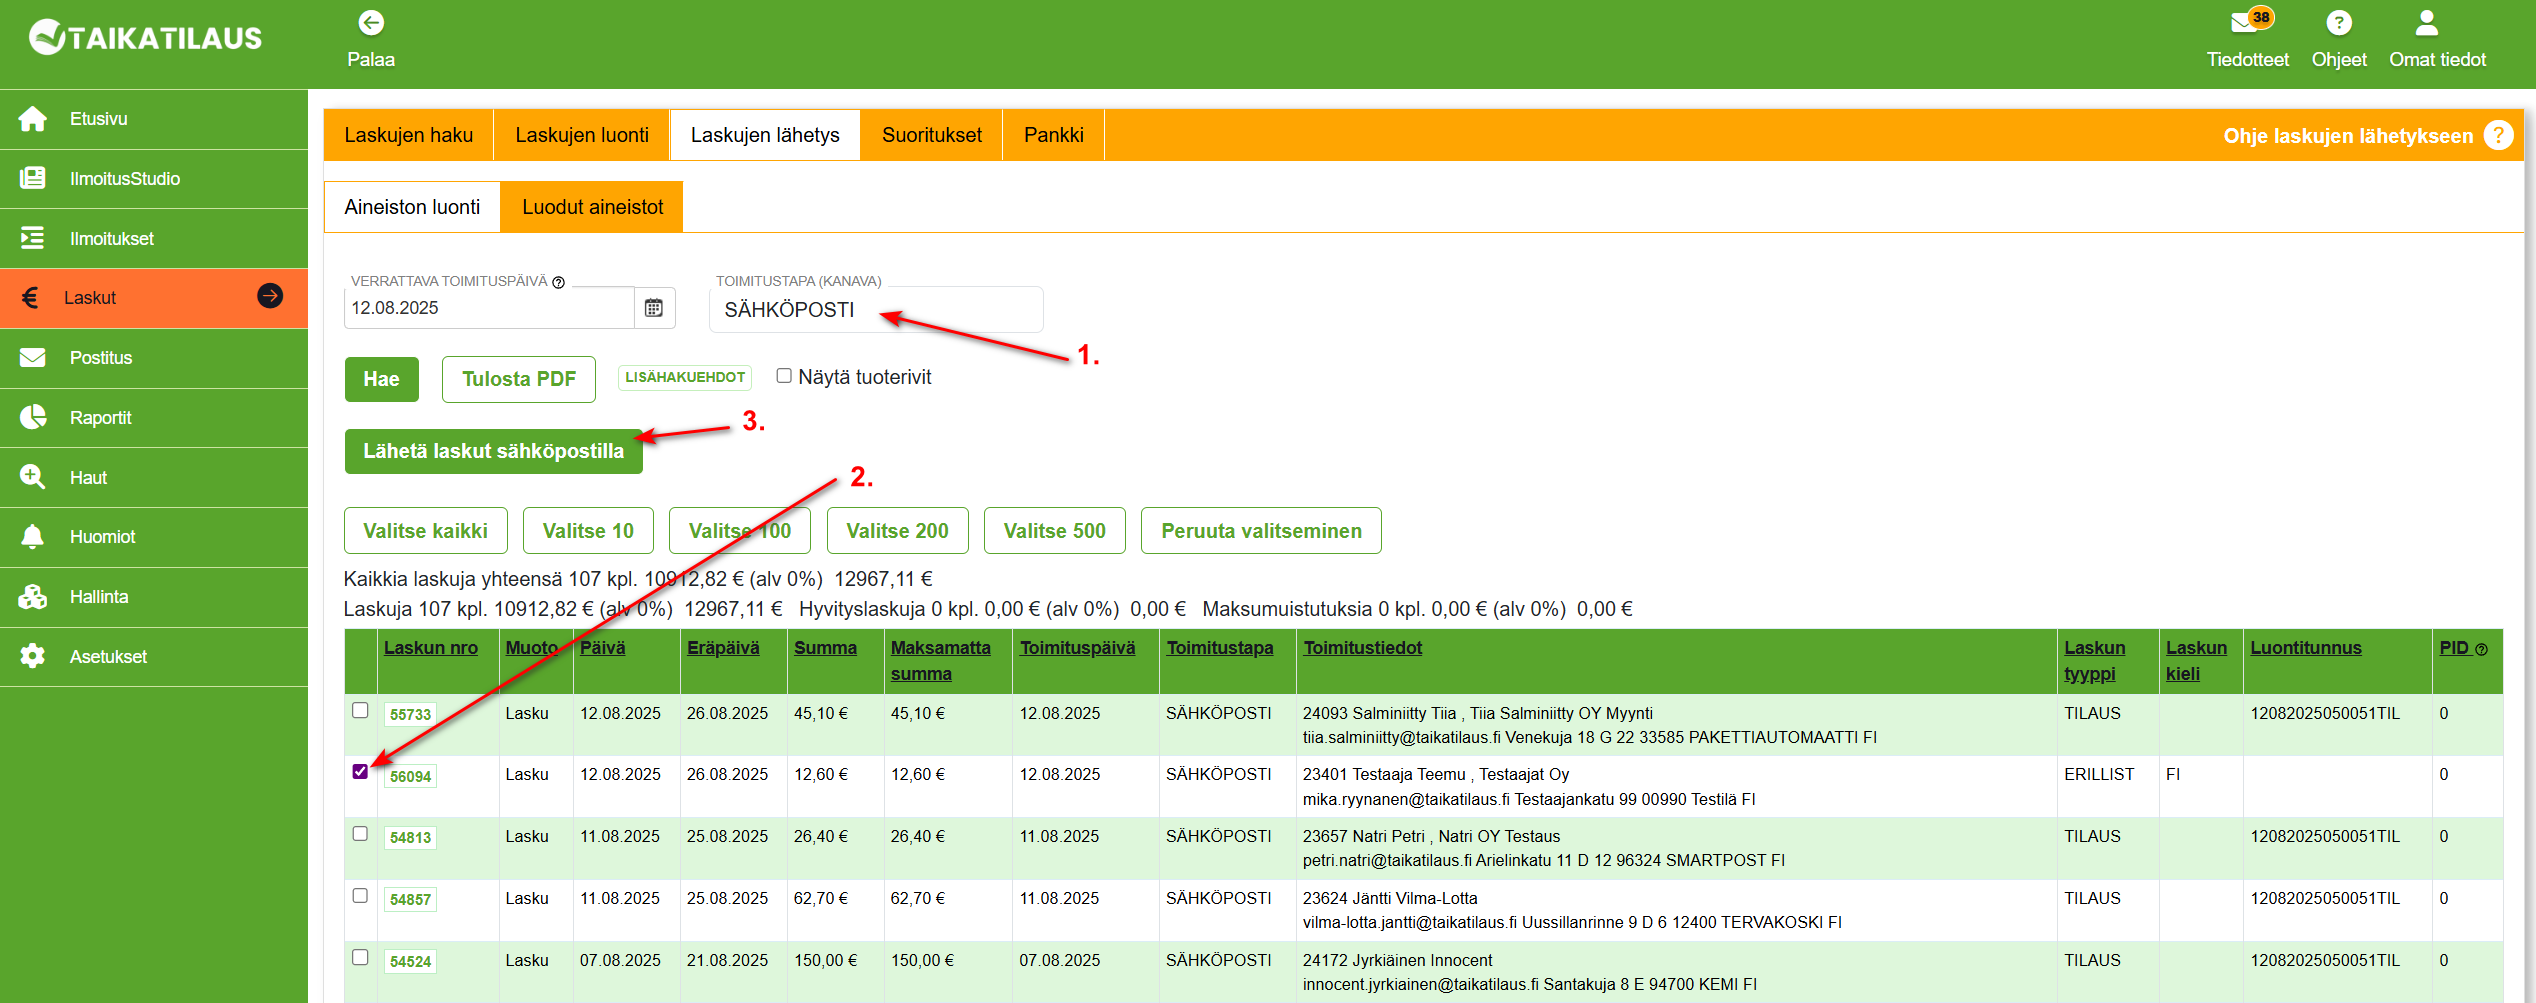 TAIKATILAUS
Palaa
38
Tiedotteet
Ohjeet
Omat tiedot
Etusivu
IlmoitusStudio
Ilmoitukset
Laskut
Postitus
Raportit
Haut
Huomiot
Hallinta
Asetukset
Laskujen haku
Laskujen luonti
Laskujen lähetys
Suoritukset
Pankki
Ohje laskujen lähetykseen ?
Aineiston luonti
Luodut aineistot
VERRATTAVA TOIMITUSPÄIVÄ ?
12.08.2025
TOIMITUSTAPA (KANAVA)
SÄHKÖPOSTI
1.
Hae
Tulosta PDF
LISÄHAKUEHDOT
Näytä tuoterivit
3.
Lähetä laskut sähköpostilla
2.
Valitse kaikki
Valitse 10
Valitse 100
Valitse 200
Valitse 500
Peruuta valitseminen
Kaikkia laskuja yhteensä 107 kpl. 10912,82 € (alv 0%) 12967,11 €
Laskuja 107 kpl. 10912,82 € (alv 0%) 12967,11 € Hyvityslaskuja 0 kpl. 0,00 € (alv 0%) 0,00 € Maksumuistutuksia 0 kpl. 0,00 € (alv 0%) 0,00 €
Laskun nro Muoto Päivä Eräpäivä Summa Maksamatta summa Toimituspäivä Toimitustapa Toimitustiedot Laskun tyyppi Laskun kieli Luontitunnus PID ?
55733 Lasku 12.08.2025 26.08.2025 45,10 € 45,10 € 12.08.2025 SÄHKÖPOSTI 24093 Salminiitty Tiia , Tiia Salminiitty OY Myynti TILAUS 12082025050051TIL 0
tiia.salminiitty@taikatilaus.fi Venekuja 18 G 22 33585 PAKETTIAUTOMAATTI FI
56094 Lasku 12.08.2025 26.08.2025 12,60 € 12,60 € 12.08.2025 SÄHKÖPOSTI 23401 Testaaja Teemu , Testaajat Oy ERILLIST FI 0
mika.ryynanen@taikatilaus.fi Testaajankatu 99 00990 Testilä FI
54813 Lasku 11.08.2025 25.08.2025 26,40 € 26,40 € 11.08.2025 SÄHKÖPOSTI 23657 Natri Petri , Natri OY Testaus TILAUS 12082025050051TIL 0
petri.natri@taikatilaus.fi Arielinkatu 11 D 12 96324 SMARTPOST FI
54857 Lasku 11.08.2025 25.08.2025 62,70 € 62,70 € 11.08.2025 SÄHKÖPOSTI 23624 Jäntti Vilma-Lotta TILAUS 12082025050051TIL 0
vilma-lotta.jantti@taikatilaus.fi Uussillanrinne 9 D 6 12400 TERVAKOSKI FI
54524 Lasku 07.08.2025 21.08.2025 150,00 € 150,00 € 07.08.2025 SÄHKÖPOSTI 24172 Jyrkiäinen Innocent TILAUS 12082025050051TIL 0
innocent.jyrkiainen@taikatilaus.fi Santakuja 8 E 94700 KEMI FI